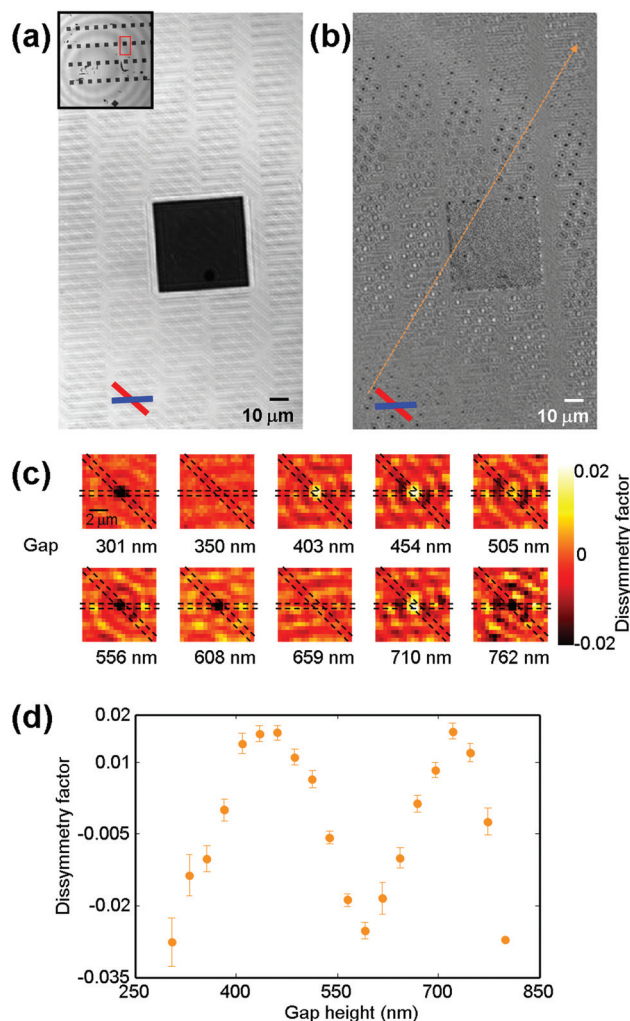 (a)
(b)
10 μm
10 μm
(c)
2 μm
Gap
301 nm 350 nm 403 nm 454 nm 505 nm
556 nm 608 nm 659 nm 710 nm 762 nm
0.02
0
-0.02
Dissymmetry factor
(d)
Dissymmetry factor
0.02
0.01
-0.005
-0.02
-0.035
250 400 550 700 850
Gap height (nm)